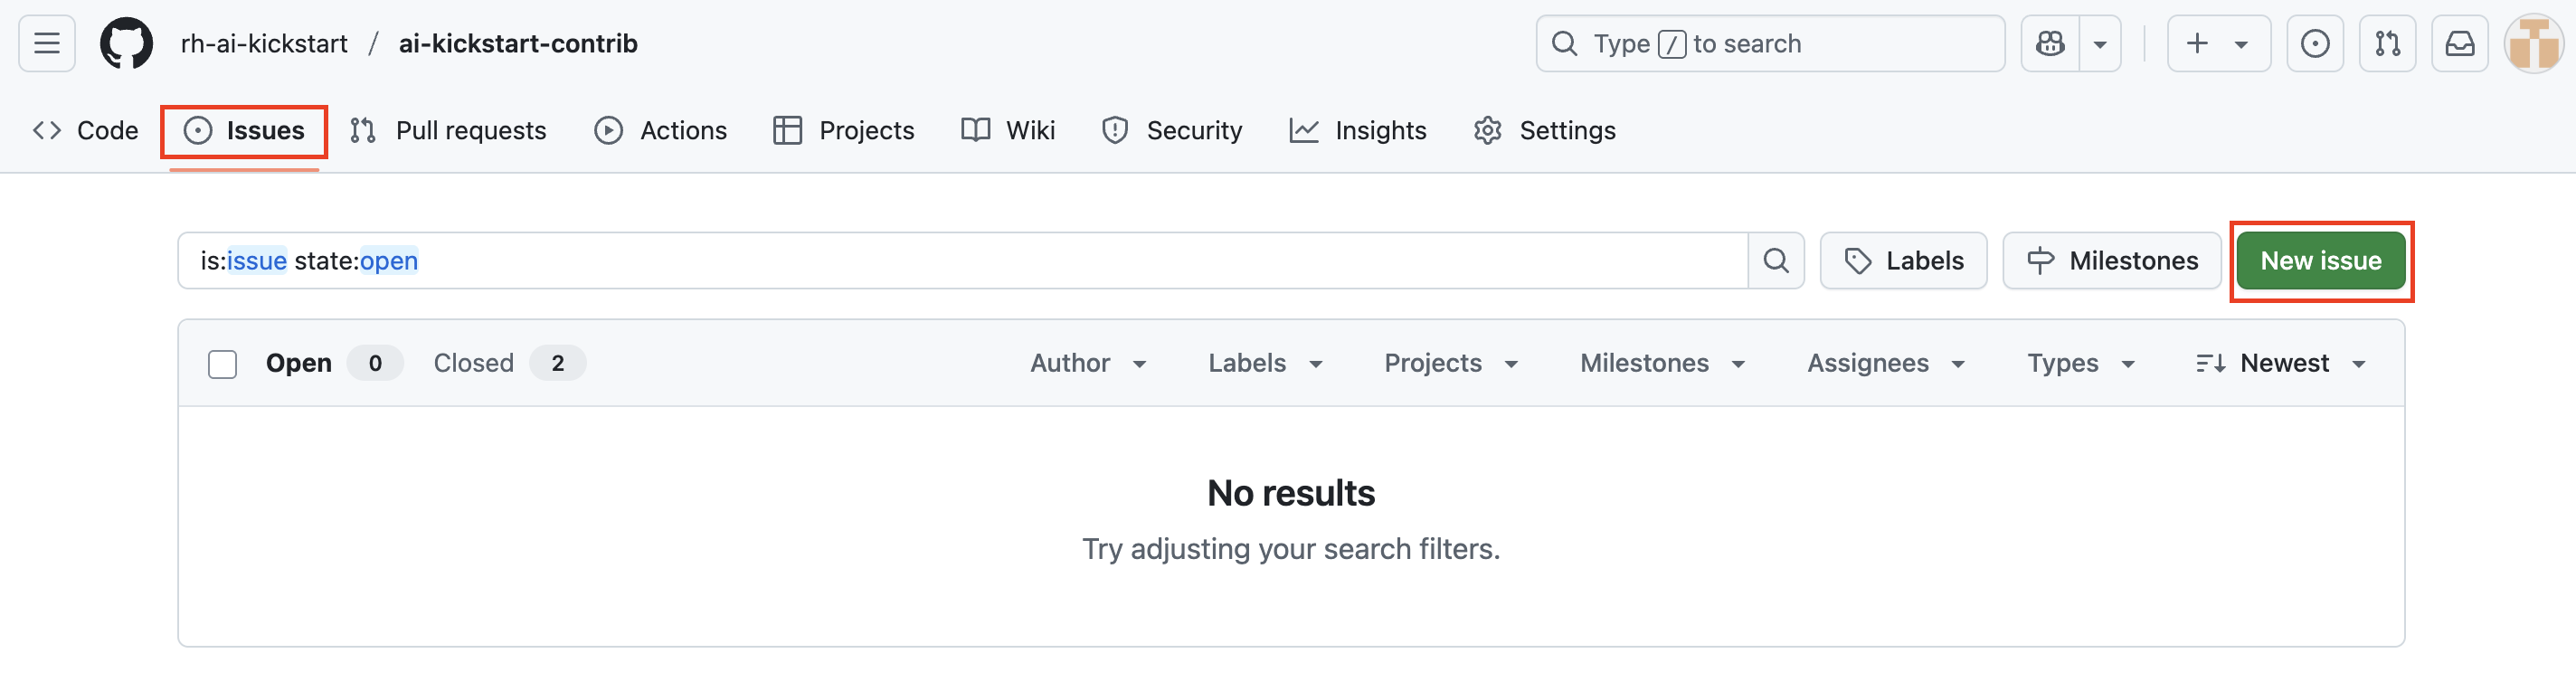 rh-ai-kickstart / ai-kickstart-contrib
Type / to search
Code Issues Pull requests Actions Projects Wiki Security Insights Settings
is:issue state:open
Labels Milestones New issue
Open 0 Closed 2 Author Labels Projects Milestones Assignees Types Newest
No results
Try adjusting your search filters.